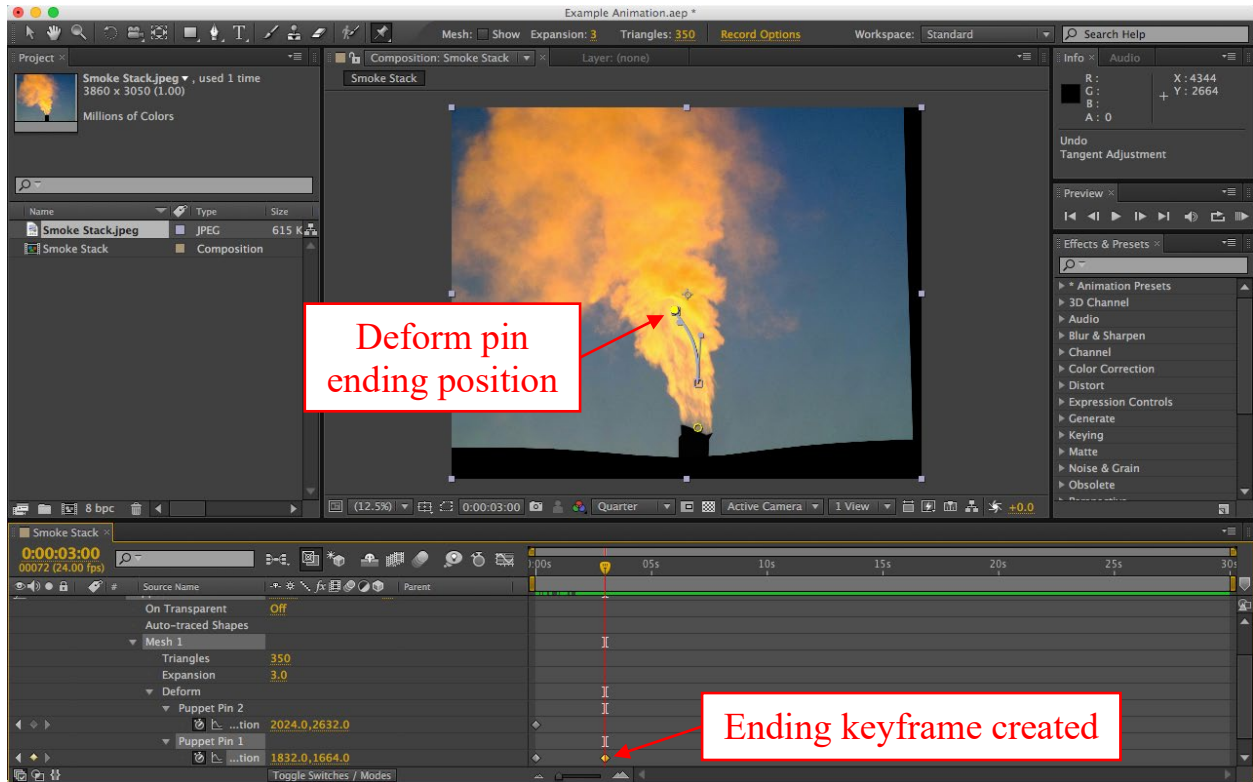 Example Animation.aep *
Mesh: Show Expansion: 3 Triangles: 350 Record Options Workspace: Standard Search Help
Project
Smoke Stack.jpeg ▾ , used 1 time
3860 x 3050 (1.00)
Millions of Colors
Name Type Size
Smoke Stack.jpeg JPEG 615 K
Smoke Stack Composition
8 bpc
Composition: Smoke Stack Layer: (none)
Smoke Stack
Deform pin
ending position
(12.5%) 0:00:03:00 Quarter Active Camera 1 View +0.0
Info Audio
R : X : 4344
G : Y : 2664
B :
A : 0
Undo
Tangent Adjustment
Preview
Effects & Presets
* Animation Presets
3D Channel
Audio
Blur & Sharpen
Channel
Color Correction
Distort
Expression Controls
Generate
Keying
Matte
Noise & Grain
Obsolete
Smoke Stack
0:00:03:00
00072 (24.00 fps)
05s 10s 15s 20s 25s
# Source Name Parent
On Transparent Off
Auto-traced Shapes
Mesh 1
Triangles 350
Expansion 3.0
Deform
Puppet Pin 2
...tion 2024.0,2632.0
Puppet Pin 1
...tion 1832.0,1664.0
Ending keyframe created
Toggle Switches / Modes